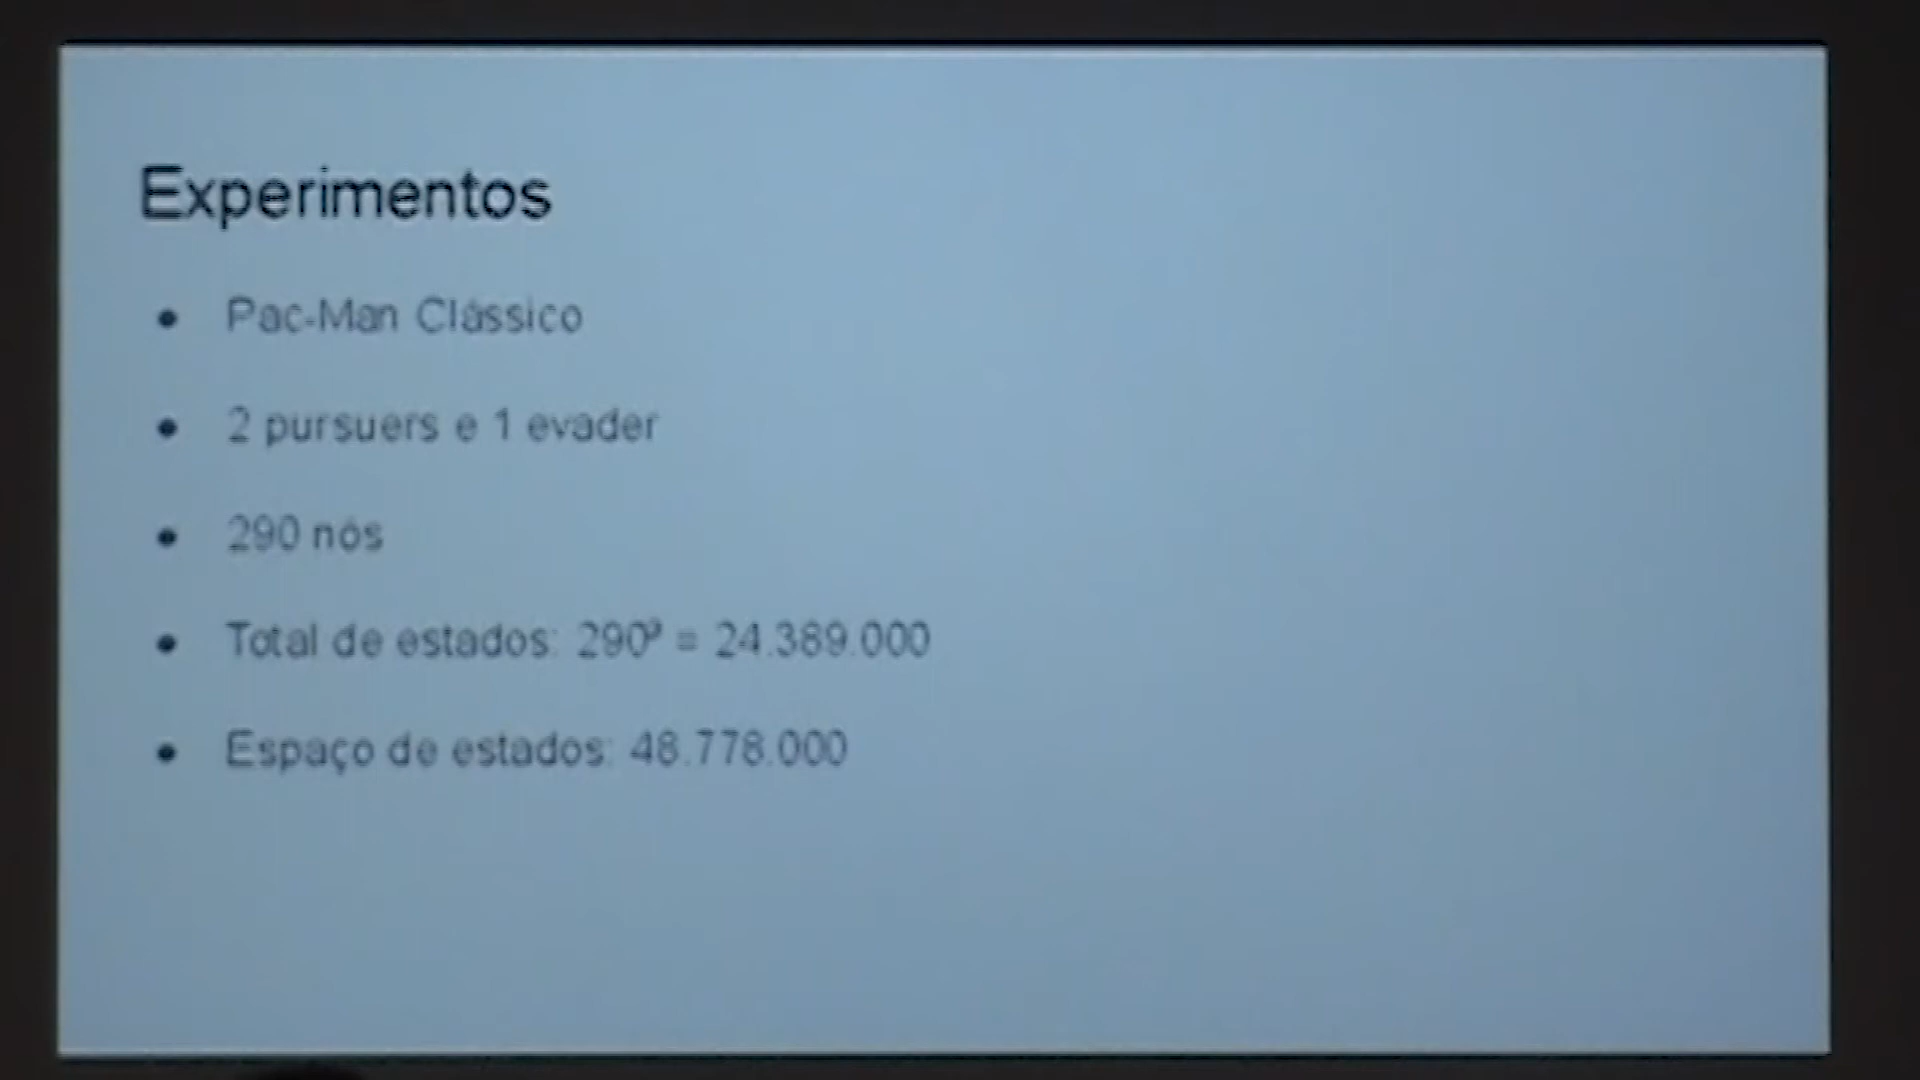 Experimentos
• Pac-Man Clássico
• 2 pursuers e 1 evader
• 290 nós
• Total de estados: 290³ = 24.389.000
• Espaço de estados: 48.778.000